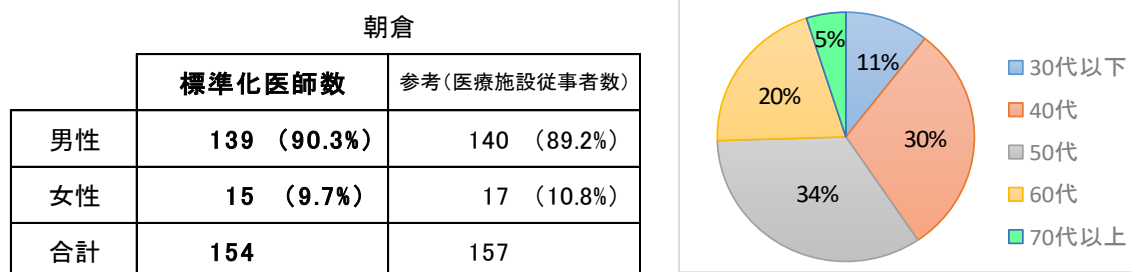 朝倉
標準化医師数 参考(医療施設従事者数)
男性 139 (90.3%) 140 (89.2%)
女性 15 (9.7%) 17 (10.8%)
合計 154 157
5%
11%
20%
30%
34%
30代以下
40代
50代
60代
70代以上